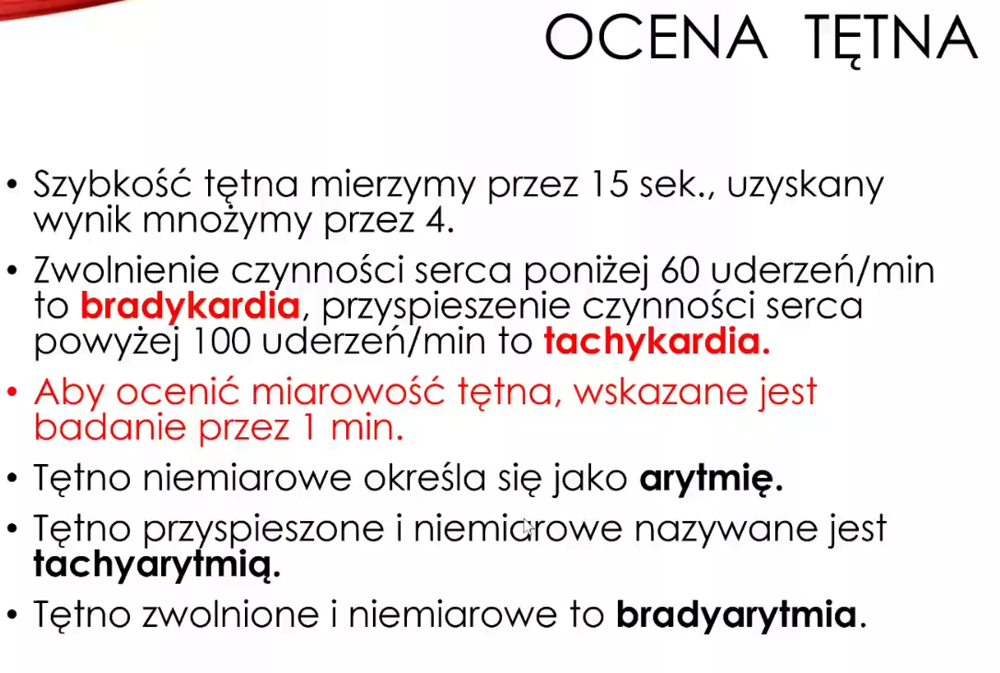 OCENA TĘTNA
• Szybkość tętna mierzymy przez 15 sek., uzyskany
wynik mnożymy przez 4.
• Zwolnienie czynności serca poniżej 60 uderzeń/min
to bradykardia, przyspieszenie czynności serca
powyżej 100 uderzeń/min to tachykardia.
• Aby ocenić miarowość tętna, wskazane jest
badanie przez 1 min.
• Tętno niemiarowe określa się jako arytmię.
• Tętno przyspieszone i niemiarowe nazywane jest
tachyarytmią.
• Tętno zwolnione i niemiarowe to bradyarytmia.